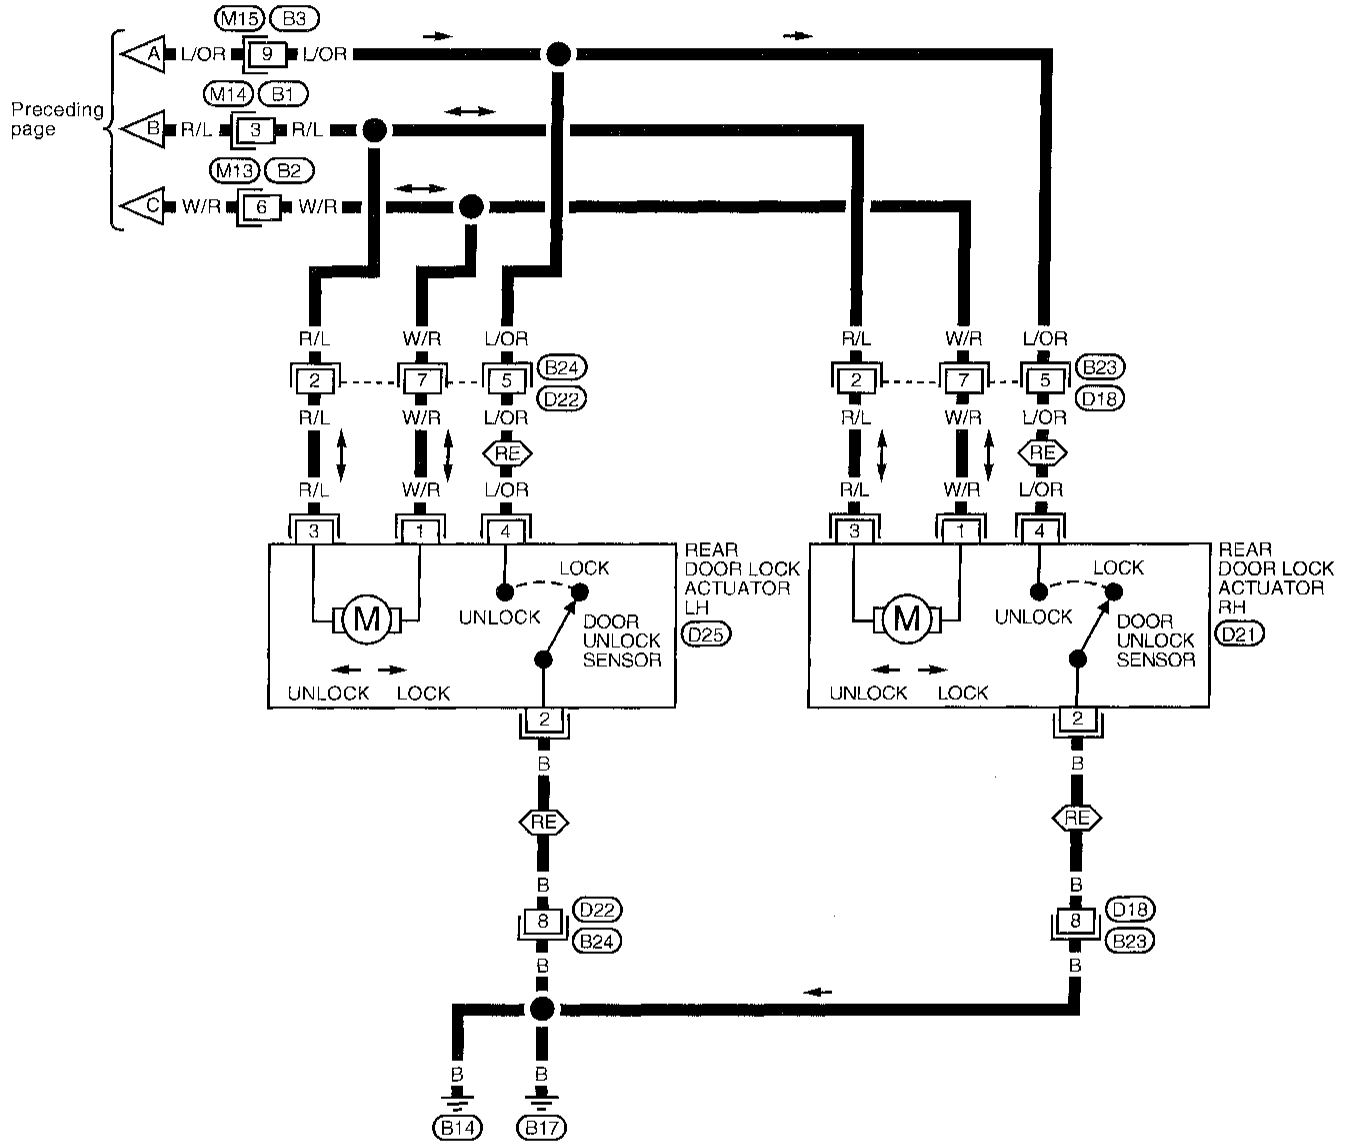 M15 B3
A L/OR 9 L/OR
M14 B1
Preceding
page
B R/L 3 R/L
M13 B2
C W/R 6 W/R
R/L W/R L/OR R/L W/R L/OR
2 7 5 B24 2 7 5 B23
D22 D18
R/L W/R L/OR R/L W/R L/OR
RE RE
R/L W/R L/OR R/L W/R L/OR
3 1 4 3 1 4
REAR
DOOR LOCK
ACTUATOR
LH
D25
REAR
DOOR LOCK
ACTUATOR
RH
D21
LOCK
UNLOCK
DOOR
UNLOCK
SENSOR
M
UNLOCK LOCK
LOCK
UNLOCK
DOOR
UNLOCK
SENSOR
M
UNLOCK LOCK
2 2
B B
RE RE
B B
8 D22 8 D18
B24 B23
B B
B B
B14 B17